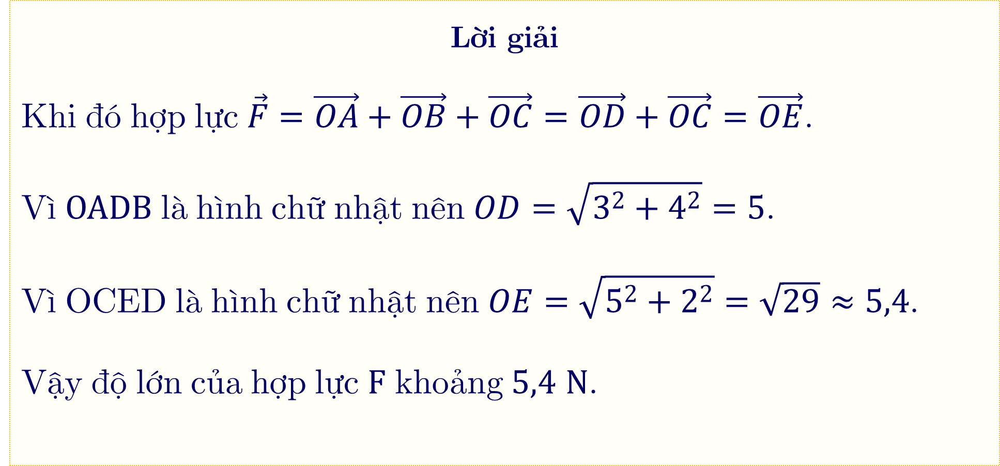 Lời giải
Khi đó hợp lực $\vec{F} = \overrightarrow{OA} + \overrightarrow{OB} + \overrightarrow{OC} = \overrightarrow{OD} + \overrightarrow{OC} = \overrightarrow{OE}$.
Vì OADB là hình chữ nhật nên $OD = \sqrt{3^2 + 4^2} = 5$.
Vì OCED là hình chữ nhật nên $OE = \sqrt{5^2 + 2^2} = \sqrt{29} \approx 5,4$.
Vậy độ lớn của hợp lực F khoảng 5,4 N.